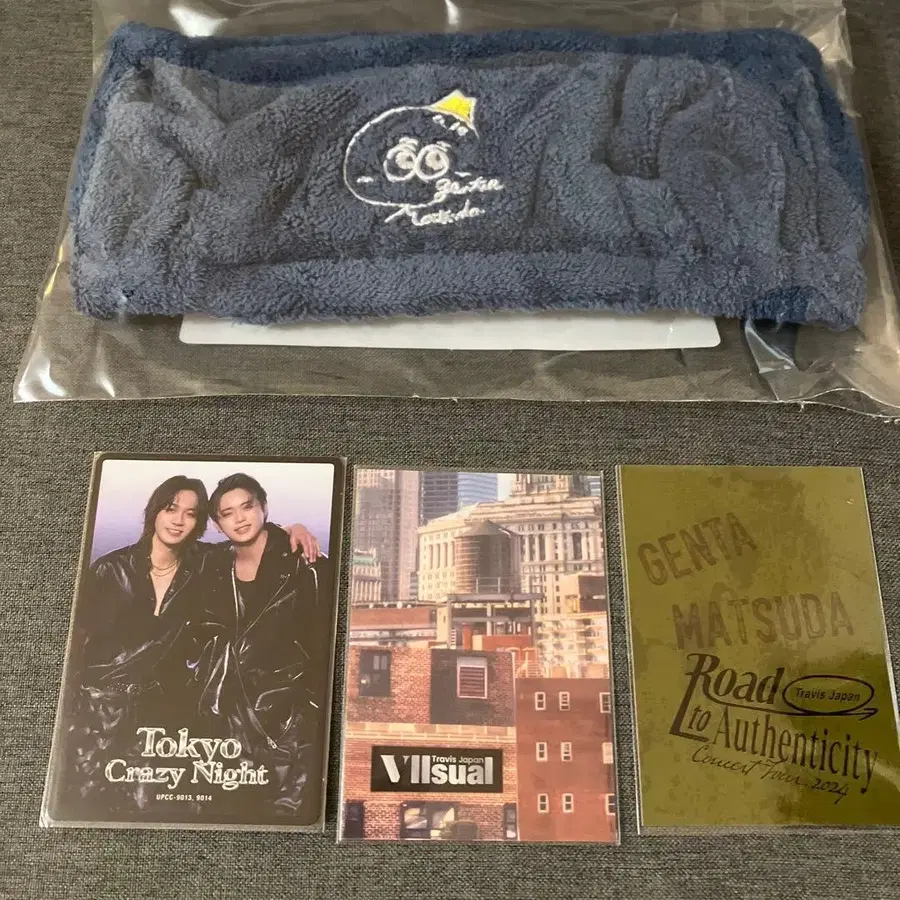 genta
Matsuda
Tokyo
Crazy Night
UPCC-9013, 9014
Travis Japan
VIIsual
GENTA
MATSUDA
Road
Travis Japan
to Authenticity
Concert Tour 2024